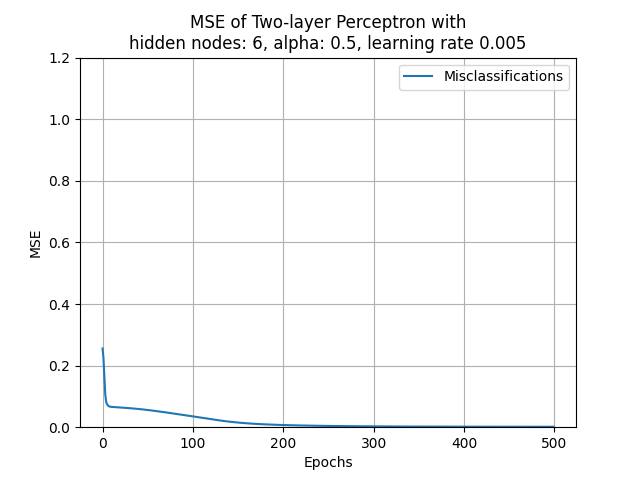 MSE of Two-layer Perceptron with
hidden nodes: 6, alpha: 0.5, learning rate 0.005
1.2
Misclassifications
1.0
0.8
MSE
0.6
0.4
0.2
0.0
0 100 200 300 400 500
Epochs